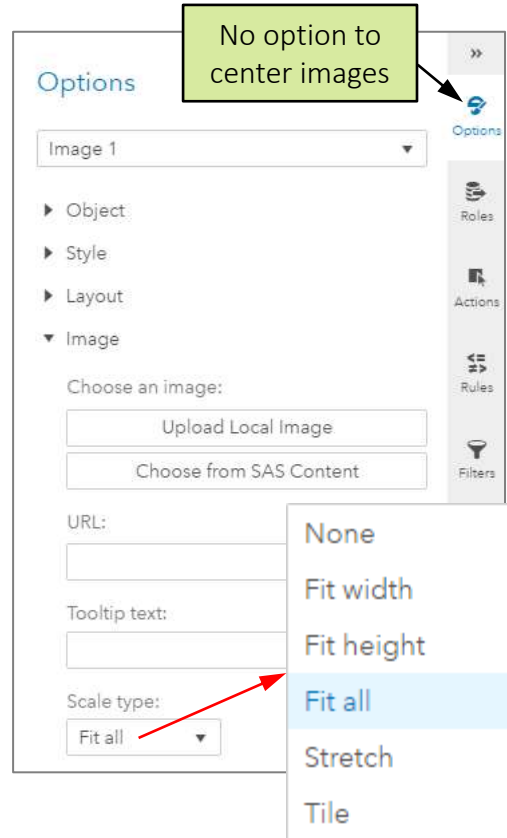 No option to
center images
»
Options
Options
Image 1
Object
Roles
Style
Layout
Actions
Image
Choose an image:
Rules
Upload Local Image
Choose from SAS Content
Filters
URL:
None
Fit width
Tooltip text:
Fit height
Scale type:
Fit all
Fit all
Stretch
Tile